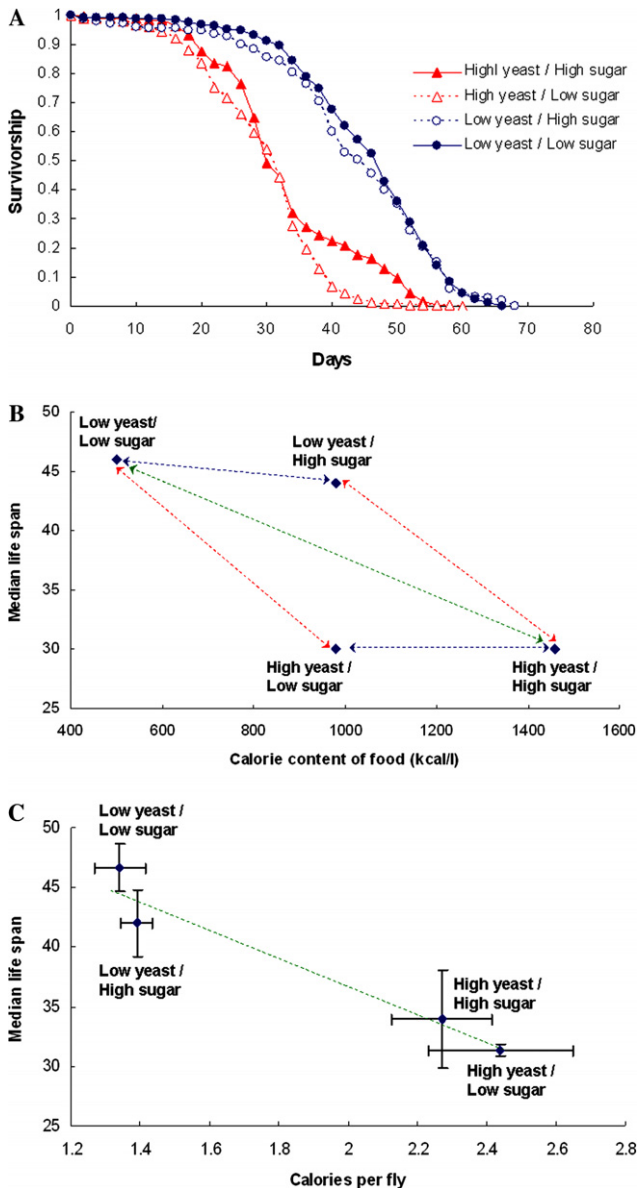 A
1
0.9
0.8
0.7
0.6
0.5
0.4
0.3
0.2
0.1
0
Survivorship
Highl yeast / High sugar
High yeast / Low sugar
Low yeast / High sugar
Low yeast / Low sugar
0 10 20 30 40 50 60 70 80
Days
B
50
45
40
35
30
25
Median life span
Low yeast/
Low sugar
Low yeast /
High sugar
High yeast /
Low sugar
High yeast /
High sugar
400 600 800 1000 1200 1400 1600
Calorie content of food (kcal/l)
C
50
45
40
35
30
25
Median life span
Low yeast /
Low sugar
Low yeast /
High sugar
High yeast /
High sugar
High yeast /
Low sugar
1.2 1.4 1.6 1.8 2 2.2 2.4 2.6 2.8
Calories per fly